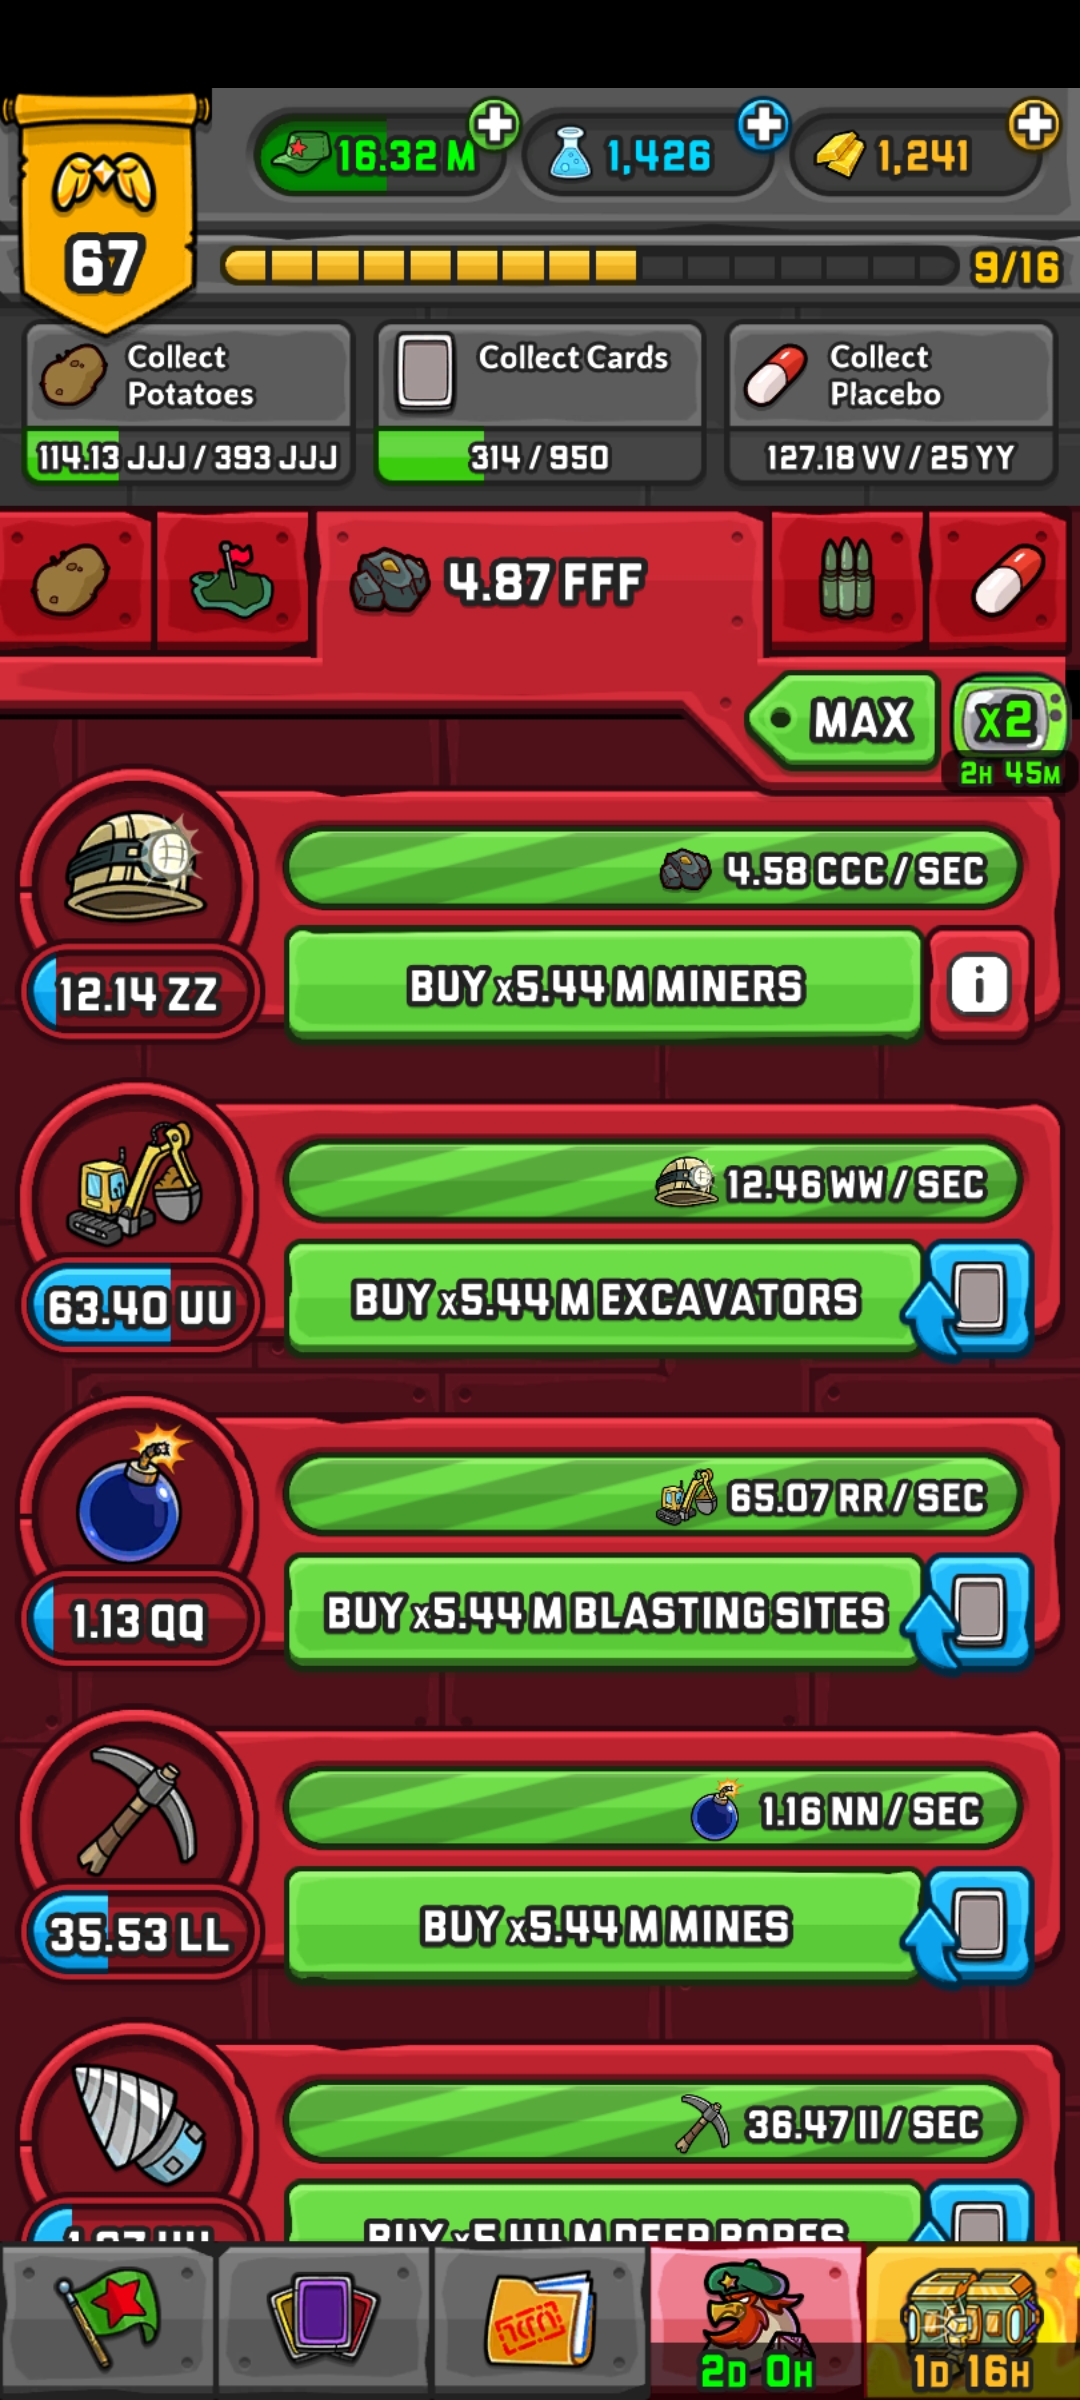 16.32 M
1,426
1,241
67
9/16
Collect
Potatoes
114.13 JJJ / 393 JJJ
Collect Cards
314 / 950
Collect
Placebo
127.18 VV / 25 YY
4.87 FFF
MAX
x2
2H 45M
4.58 CCC / SEC
12.14 ZZ
BUY x5.44 M MINERS
i
12.46 WW / SEC
63.40 UU
BUY x5.44 M EXCAVATORS
65.07 RR / SEC
1.13 QQ
BUY x5.44 M BLASTING SITES
1.16 NN / SEC
35.53 LL
BUY x5.44 M MINES
36.47 II / SEC
BUY x5.44 M DEEP BORES
2D 0H
1D 16H